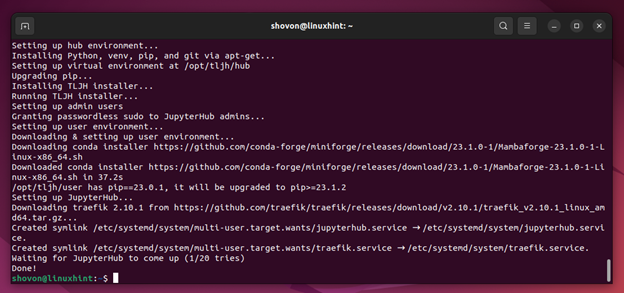 shovon@linuxhint: ~
Setting up hub environment...
Installing Python, venv, pip, and git via apt-get...
Setting up virtual environment at /opt/tljh/hub
Upgrading pip...
Installing TLJH installer...
Running TLJH installer...
Setting up admin users
Granting passwordless sudo to JupyterHub admins...
Setting up user environment...
Downloading & setting up user environment...
Downloading conda installer https://github.com/conda-forge/miniforge/releases/download/23.1.0-1/Mambaforge-23.1.0-1-L
inux-x86_64.sh
Downloaded conda installer https://github.com/conda-forge/miniforge/releases/download/23.1.0-1/Mambaforge-23.1.0-1-Li
nux-x86_64.sh in 37.2s
/opt/tljh/user has pip==23.0.1, it will be upgraded to pip>=23.1.2
Setting up JupyterHub...
Downloading traefik 2.10.1 from https://github.com/traefik/traefik/releases/download/v2.10.1/traefik_v2.10.1_linux_am
d64.tar.gz...
Created symlink /etc/systemd/system/multi-user.target.wants/jupyterhub.service → /etc/systemd/system/jupyterhub.servi
ce.
Created symlink /etc/systemd/system/multi-user.target.wants/traefik.service → /etc/systemd/system/traefik.service.
Waiting for JupyterHub to come up (1/20 tries)
Done!
shovon@linuxhint:~$